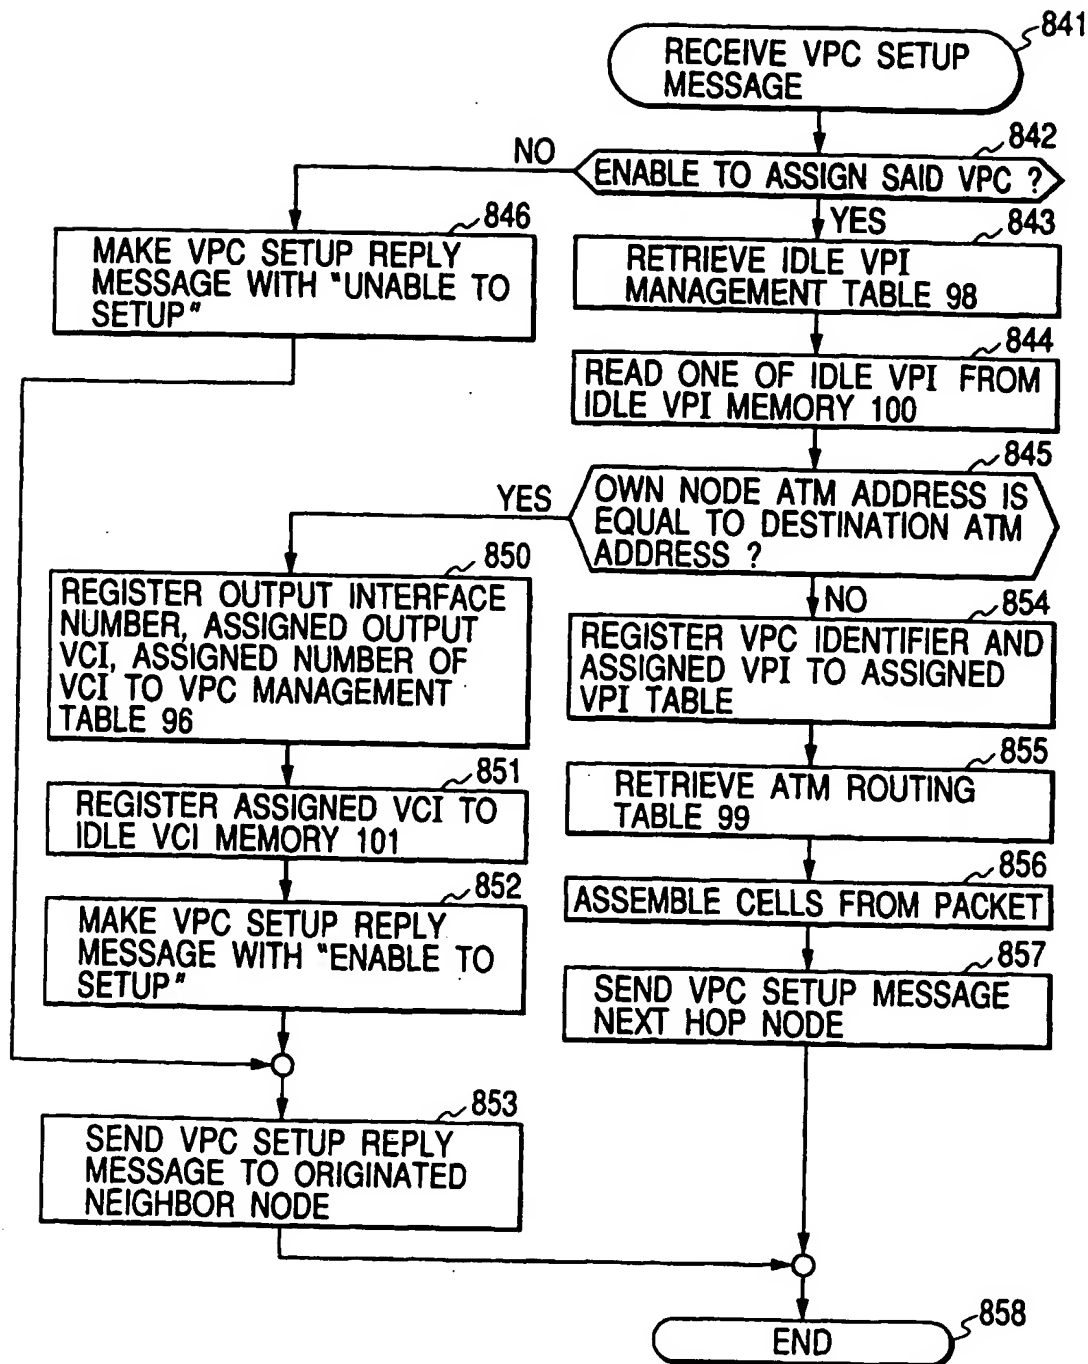 841
RECEIVE VPC SETUP
MESSAGE
842
NO
ENABLE TO ASSIGN SAID VPC ?
YES
846
MAKE VPC SETUP REPLY
MESSAGE WITH "UNABLE TO
SETUP"
843
RETRIEVE IDLE VPI
MANAGEMENT TABLE 98
844
READ ONE OF IDLE VPI FROM
IDLE VPI MEMORY 100
845
YES
OWN NODE ATM ADDRESS IS
EQUAL TO DESTINATION ATM
ADDRESS ?
NO
850
REGISTER OUTPUT INTERFACE
NUMBER, ASSIGNED OUTPUT
VCI, ASSIGNED NUMBER OF
VCI TO VPC MANAGEMENT
TABLE 96
854
REGISTER VPC IDENTIFIER AND
ASSIGNED VPI TO ASSIGNED
VPI TABLE
851
REGISTER ASSIGNED VCI TO
IDLE VCI MEMORY 101
855
RETRIEVE ATM ROUTING
TABLE 99
852
MAKE VPC SETUP REPLY
MESSAGE WITH "ENABLE TO
SETUP"
856
ASSEMBLE CELLS FROM PACKET
857
SEND VPC SETUP MESSAGE
NEXT HOP NODE
853
SEND VPC SETUP REPLY
MESSAGE TO ORIGINATED
NEIGHBOR NODE
858
END